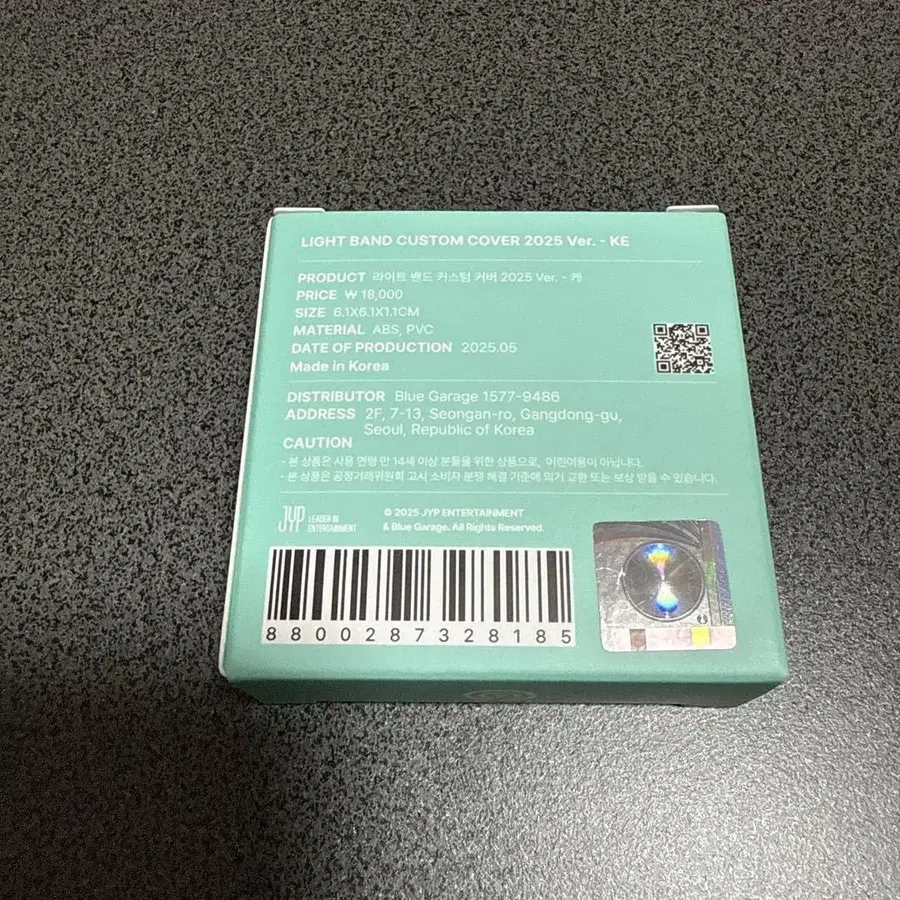 LIGHT BAND CUSTOM COVER 2025 Ver. - KE
PRODUCT 라이트 밴드 커스텀 커버 2025 Ver. - 케
PRICE ₩ 18,000
SIZE 6.1X6.1X1.1CM
MATERIAL ABS, PVC
DATE OF PRODUCTION 2025.05
Made in Korea
DISTRIBUTOR Blue Garage 1577-9486
ADDRESS 2F, 7-13, Seongan-ro, Gangdong-gu,
Seoul, Republic of Korea
CAUTION
- 본 상품은 사용 연령 만 14세 이상 분들을 위한 상품으로, 어린이용이 아닙니다.
- 본 상품은 공정거래위원회 고시 소비자 분쟁 해결 기준에 의거 교환 또는 보상 받을 수 있습니다.
JYP LEADER IN
ENTERTAINMENT
© 2025 JYP ENTERTAINMENT
& Blue Garage. All Rights Reserved.
8800287328185